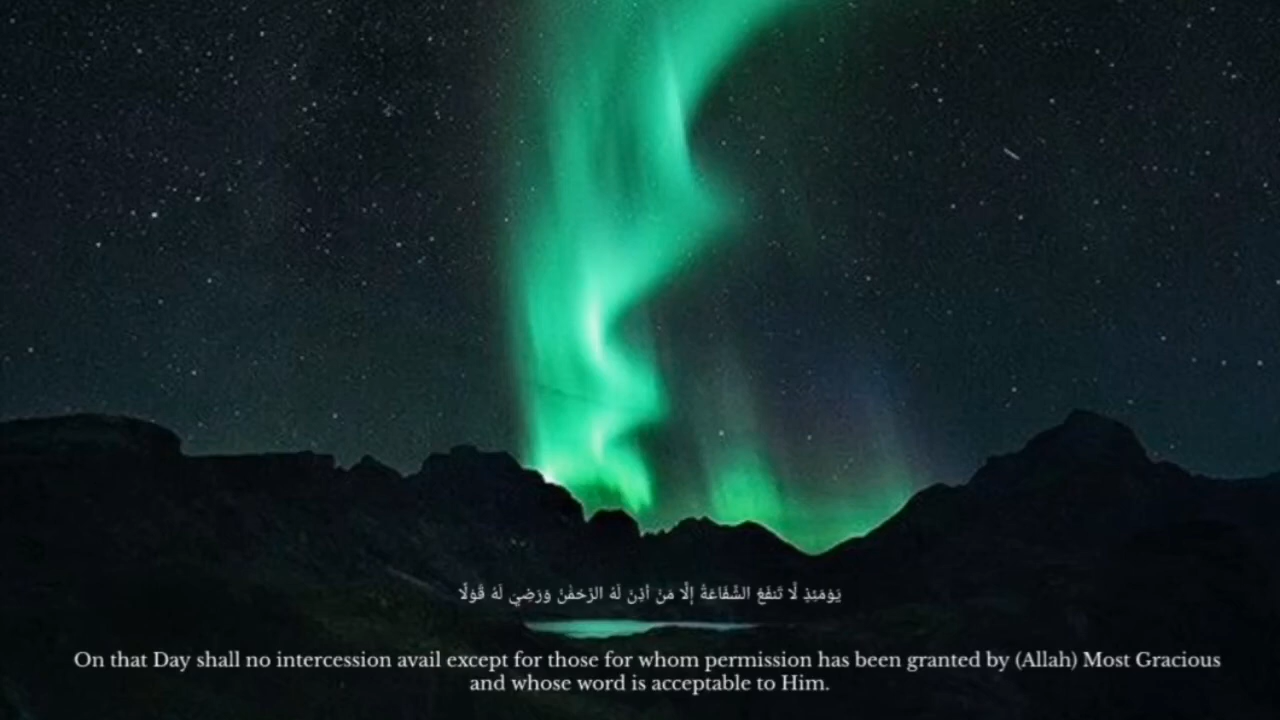 يَوْمَئِذٍ لَّا تَنفَعُ الشَّفَاعَةُ إِلَّا مَنْ أَذِنَ لَهُ الرَّحْمَٰنُ وَرَضِيَ لَهُ قَوْلًا
On that Day shall no intercession avail except for those for whom permission has been granted by (Allah) Most Gracious
and whose word is acceptable to Him.